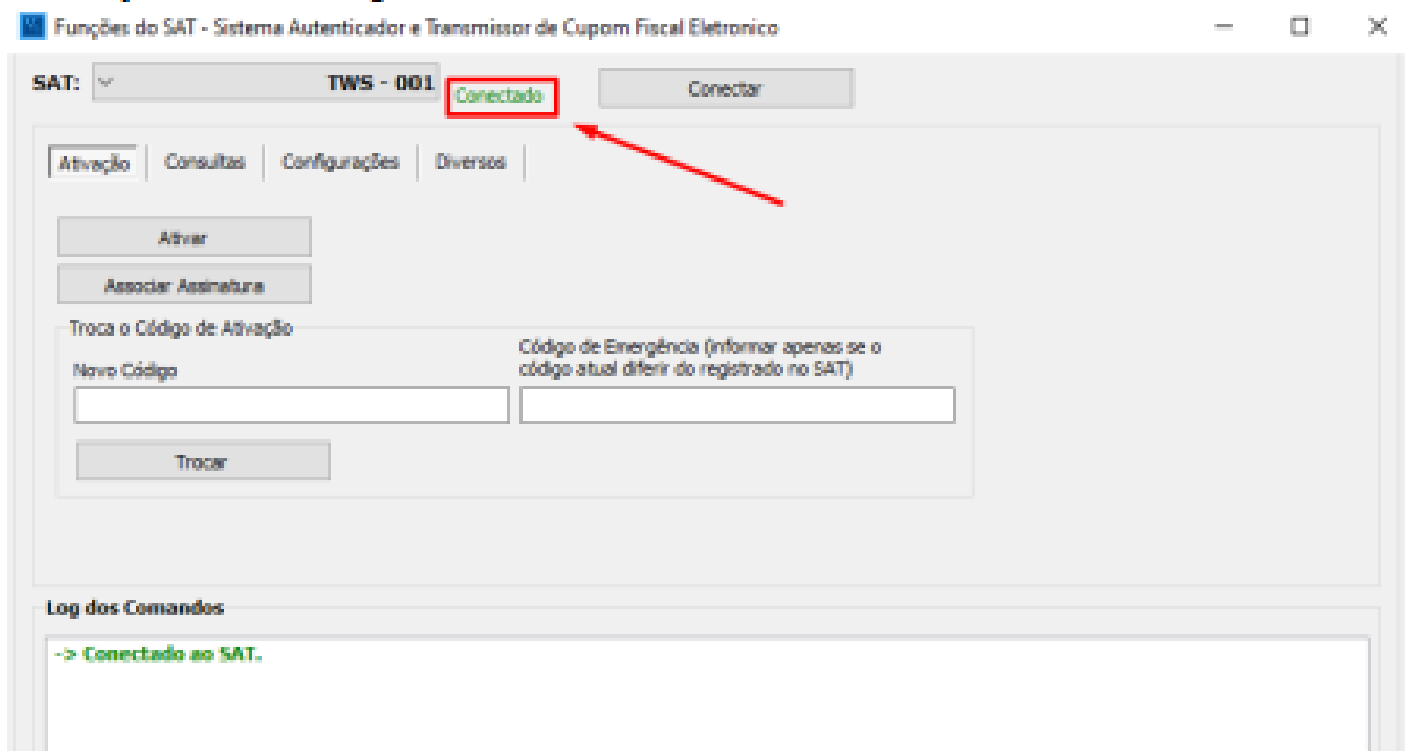 Funções do SAT - Sistema Autenticador e Transmissor de Cupom Fiscal Eletronico
SAT: TWS - 001 Conectado Conectar
Ativação Consultas Configurações Diversos
Ativar
Associar Assinatura
Troca o Código de Ativação
Novo Código
Código de Emergência (informar apenas se o
código atual diferir do registrado no SAT)
Trocar
Log dos Comandos
-> Conectado ao SAT.